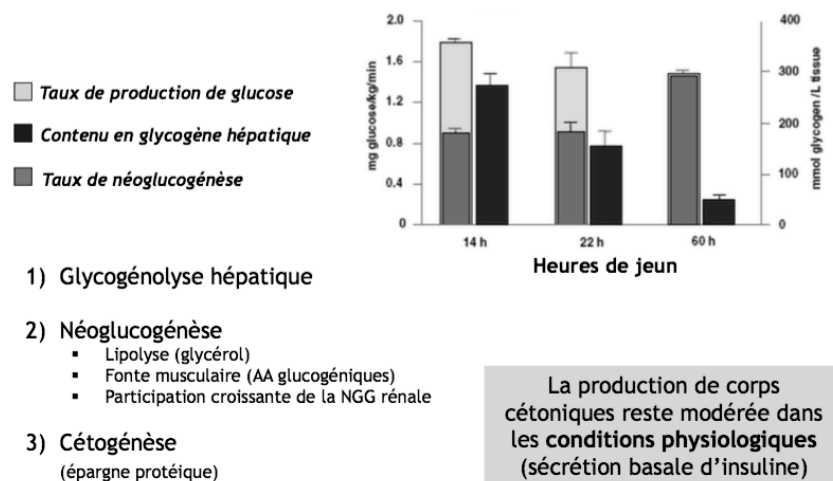 Taux de production de glucose
Contenu en glycogène hépatique
Taux de néoglucogénèse
mg glucose/kg/min
2.0
1.6
1.2
0.8
0.4
0
400
300
200
100
0
mmol glycogen /L tissue
14 h
22 h
60 h
Heures de jeun
1) Glycogénolyse hépatique
2) Néoglucogénèse
▪ Lipolyse (glycérol)
▪ Fonte musculaire (AA glucogéniques)
▪ Participation croissante de la NGG rénale
3) Cétogénèse
(épargne protéique)
La production de corps
cétoniques reste modérée dans
les conditions physiologiques
(sécrétion basale d'insuline)